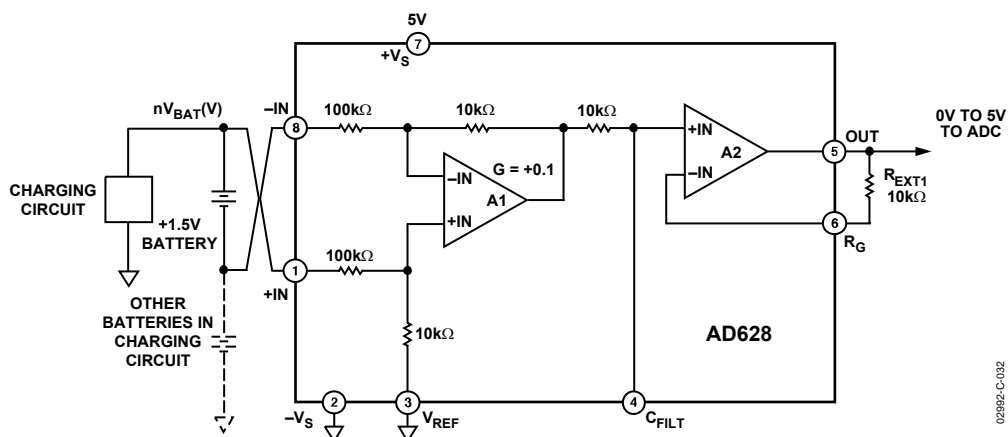 5V
7
+VS
nVBAT(V)
–IN
8
100kΩ
10kΩ
10kΩ
0V TO 5V
TO ADC
+IN
A2
OUT
5
–IN
G = +0.1
–IN
A1
+IN
REXT1
10kΩ
6
RG
CHARGING
CIRCUIT
+1.5V
BATTERY
1
+IN
100kΩ
OTHER
BATTERIES IN
CHARGING
CIRCUIT
10kΩ
AD628
2
–VS
3
VREF
4
CFILT
02992-C-032